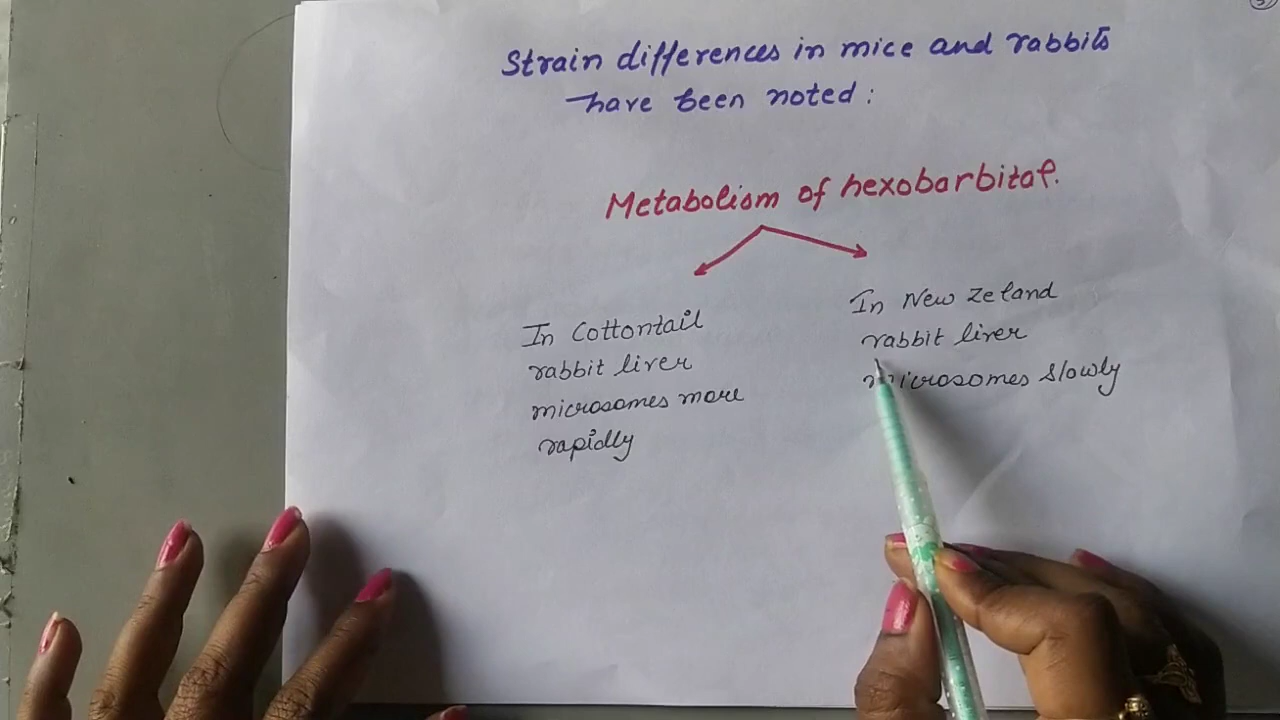 Strain differences in mice and rabbits
have been noted:
Metabolism of hexobarbital.
In Cottontail
rabbit liver
microsomes more
rapidly
In New Zeland
rabbit liver
microsomes slowly